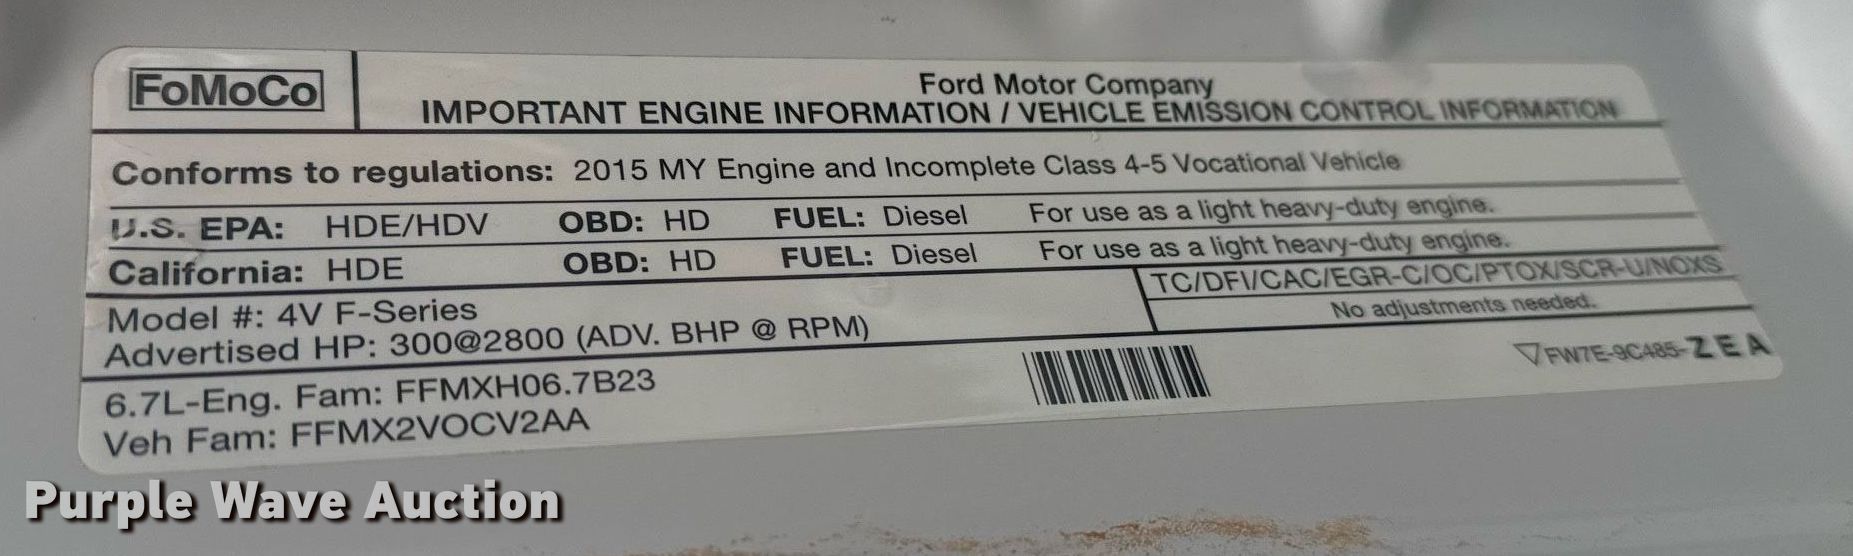 FoMoCo
Ford Motor Company
IMPORTANT ENGINE INFORMATION / VEHICLE EMISSION CONTROL INFORMATION
Conforms to regulations: 2015 MY Engine and Incomplete Class 4-5 Vocational Vehicle
U.S. EPA: HDE/HDV OBD: HD FUEL: Diesel For use as a light heavy-duty engine.
California: HDE OBD: HD FUEL: Diesel For use as a light heavy-duty engine.
TC/DFI/CAC/EGR-C/OC/PTOX/SCR-U/NOXS
No adjustments needed.
Model #: 4V F-Series
Advertised HP: 300@2800 (ADV. BHP @ RPM)
6.7L-Eng. Fam: FFMXH06.7B23
Veh Fam: FFMX2VOCV2AA
FW7E-9C485-ZEA
Purple Wave Auction